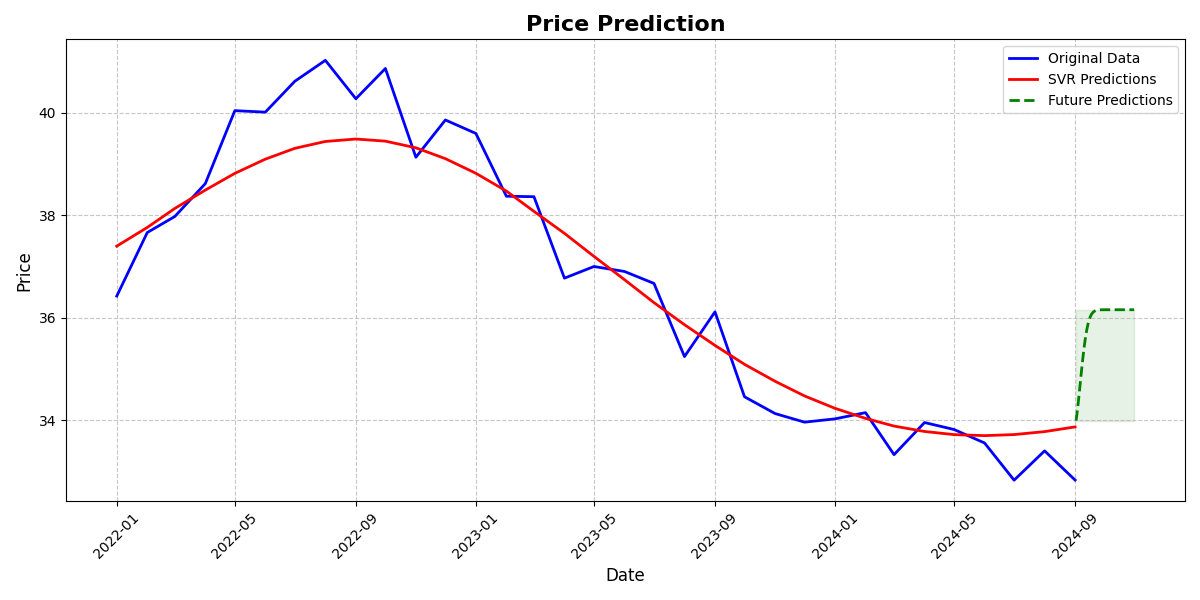 Price Prediction
Original Data
SVR Predictions
Future Predictions
Price
40
38
36
34
2022-01
2022-05
2022-09
2023-01
2023-05
2023-09
2024-01
2024-05
2024-09
Date